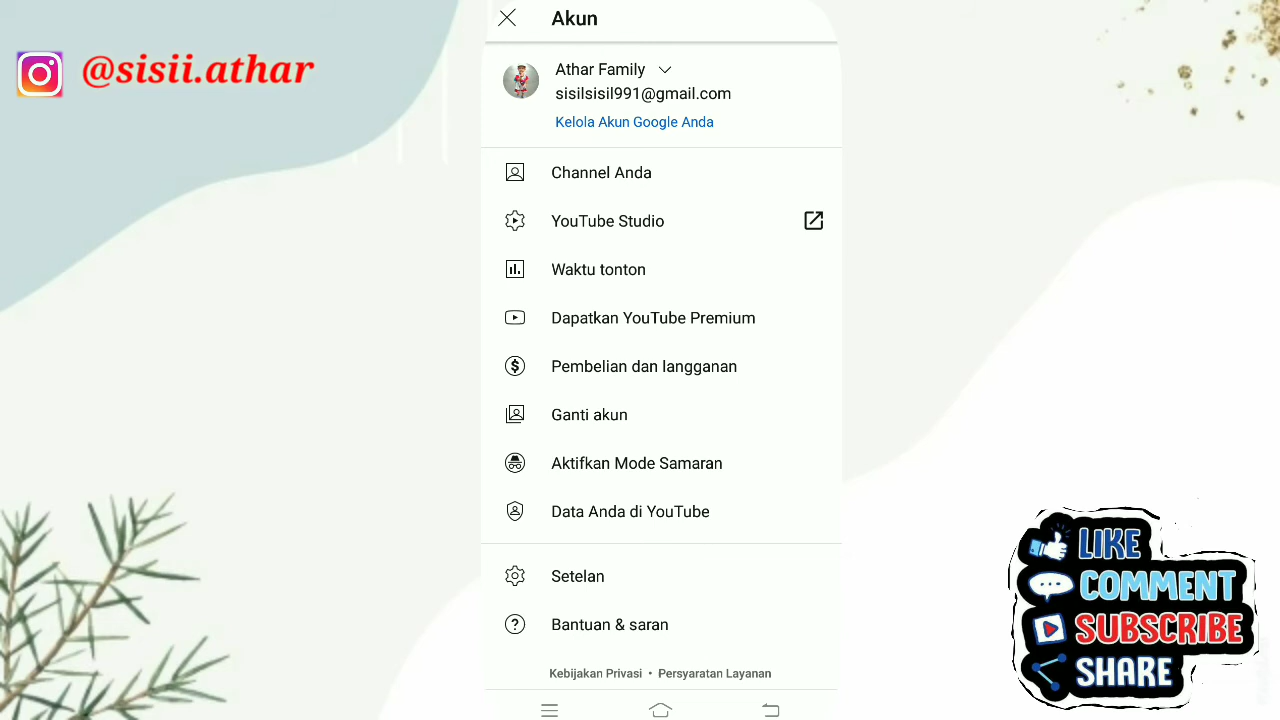 @sisii.athar
Akun
Athar Family
sisilsisil991@gmail.com
Kelola Akun Google Anda
Channel Anda
YouTube Studio
Waktu tonton
Dapatkan YouTube Premium
Pembelian dan langganan
Ganti akun
Aktifkan Mode Samaran
Data Anda di YouTube
Setelan
Bantuan & saran
Kebijakan Privasi • Persyaratan Layanan
LIKE
COMMENT
SUBSCRIBE
SHARE